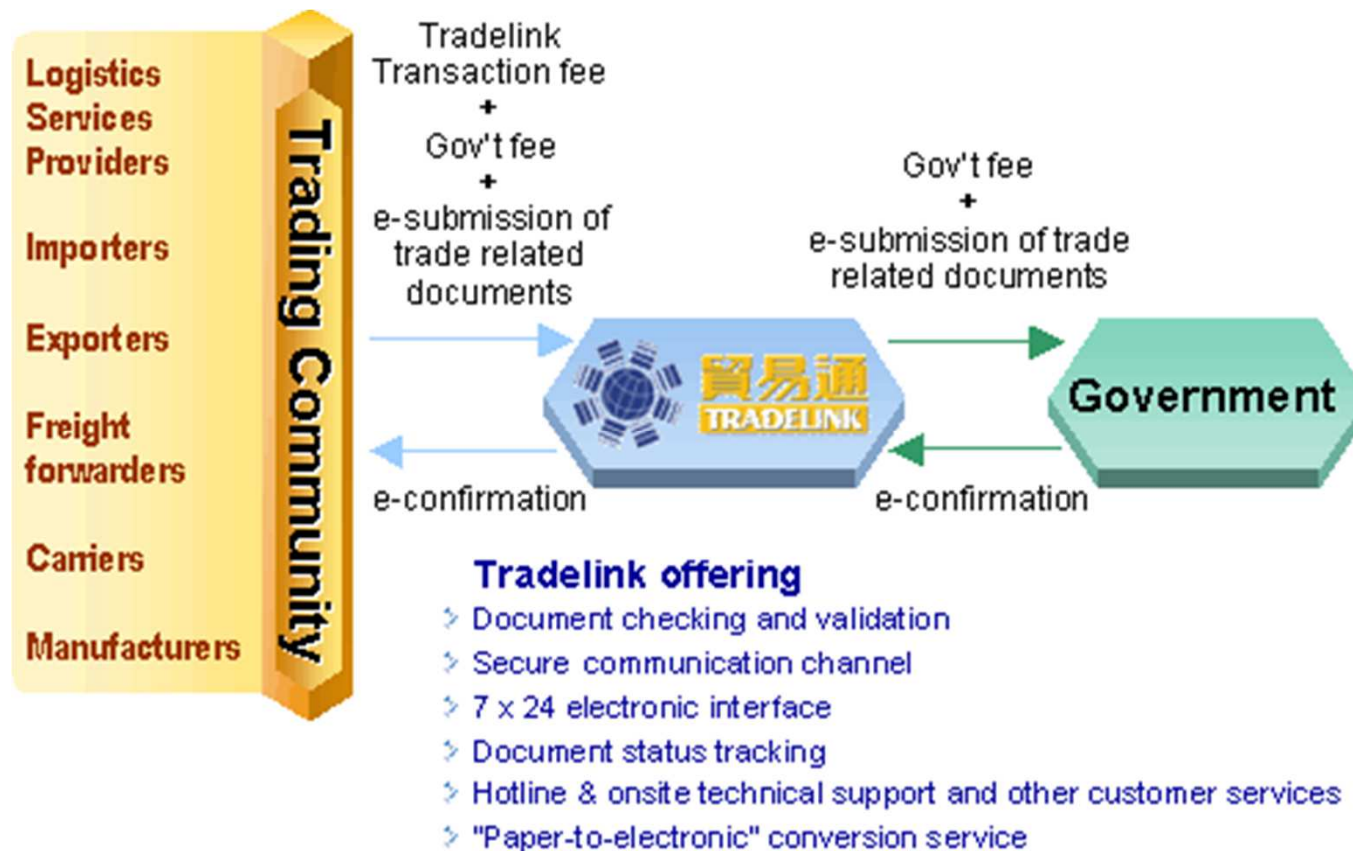 Logistics
Services
Providers
Importers
Exporters
Freight
forwarders
Carriers
Manufacturers
Trading Community
Tradelink
Transaction fee
+
Gov't fee
+
e-submission of
trade related
documents
e-confirmation
貿易通
TRADELINK
Gov't fee
+
e-submission of trade
related documents
e-confirmation
Government
Tradelink offering
Document checking and validation
Secure communication channel
7 x 24 electronic interface
Document status tracking
Hotline & onsite technical support and other customer services
"Paper-to-electronic" conversion service